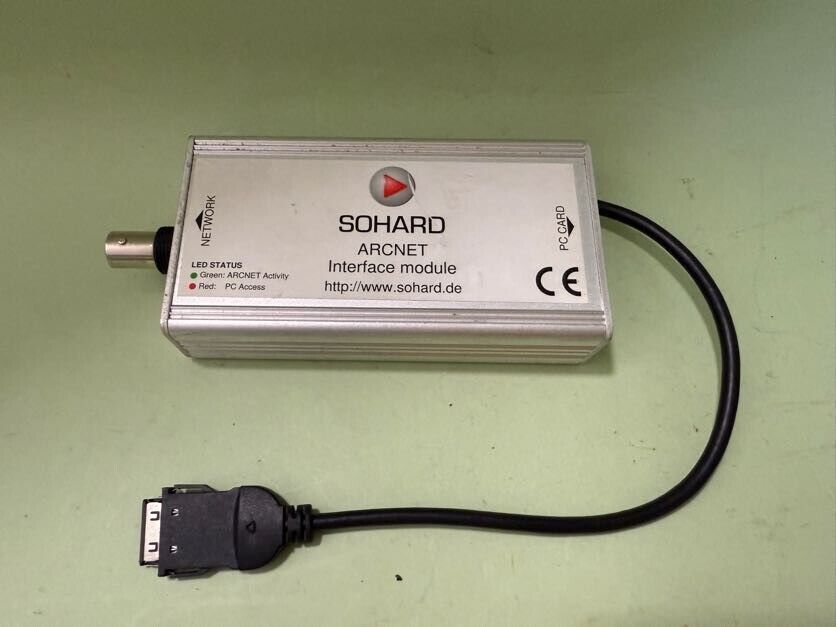 SOHARD
ARCNET
Interface module
http://www.sohard.de
NETWORK
LED STATUS
Green: ARCNET Activity
Red: PC Access
PC CARD
CE